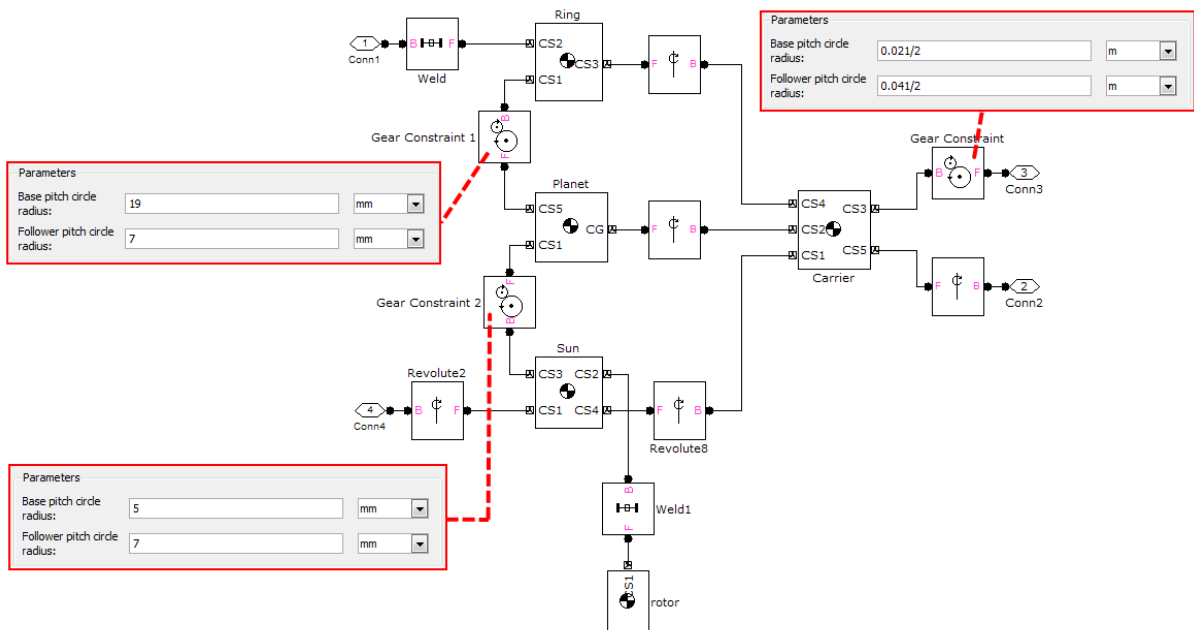 Ring
1
Conn1
B
F
Weld
CS2
CS3
CS1
F
B
Parameters
Base pitch circle
radius:
0.021/2
m
Follower pitch circle
radius:
0.041/2
m
Gear Constraint 1
B
F
Gear Constraint
B
F
3
Conn3
Parameters
Base pitch circle
radius:
19
mm
Follower pitch circle
radius:
7
mm
Planet
CS5
CG
CS1
F
B
CS4
CS3
CS2
CS5
CS1
Carrier
F
B
2
Conn2
Gear Constraint 2
F
B
Sun
CS3
CS2
CS1
CS4
Revolute2
B
F
4
Conn4
F
B
Revolute8
Parameters
Base pitch circle
radius:
5
mm
Follower pitch circle
radius:
7
mm
B
F
Weld1
CS1
rotor